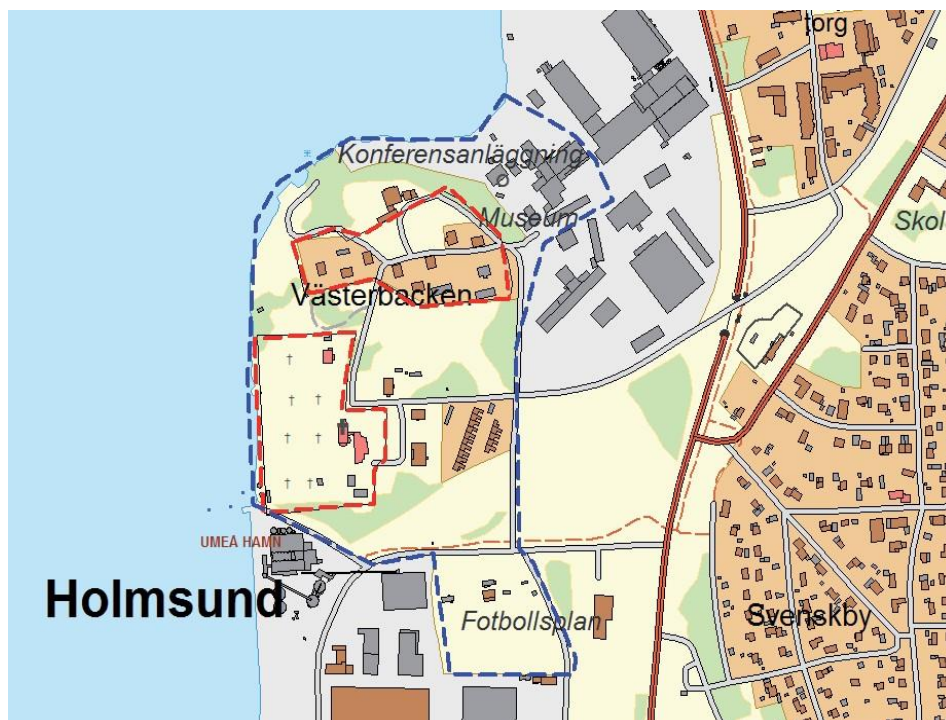 torg
Konferensanläggning
Museum
Skol
Västerbacken
UMEÅ HAMN
Holmsund
Fotbollsplan
Svenskby